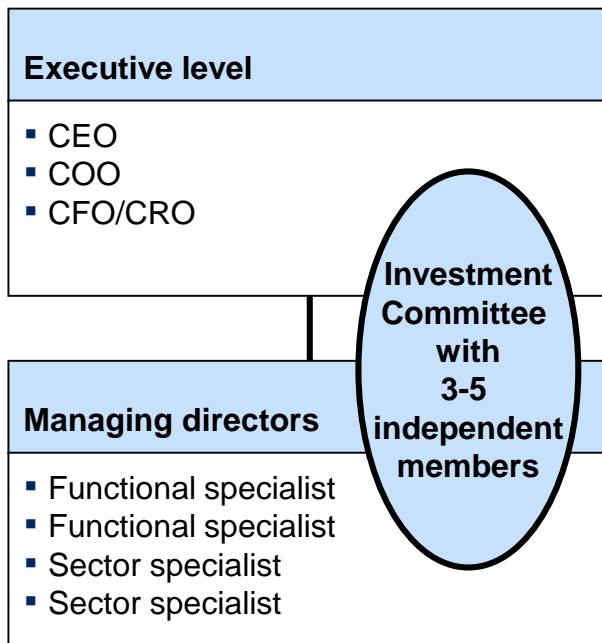 Executive level
▪ CEO
▪ COO
▪ CFO/CRO
Investment
Committee
with
3-5
independent
members
Managing directors
▪ Functional specialist
▪ Functional specialist
▪ Sector specialist
▪ Sector specialist